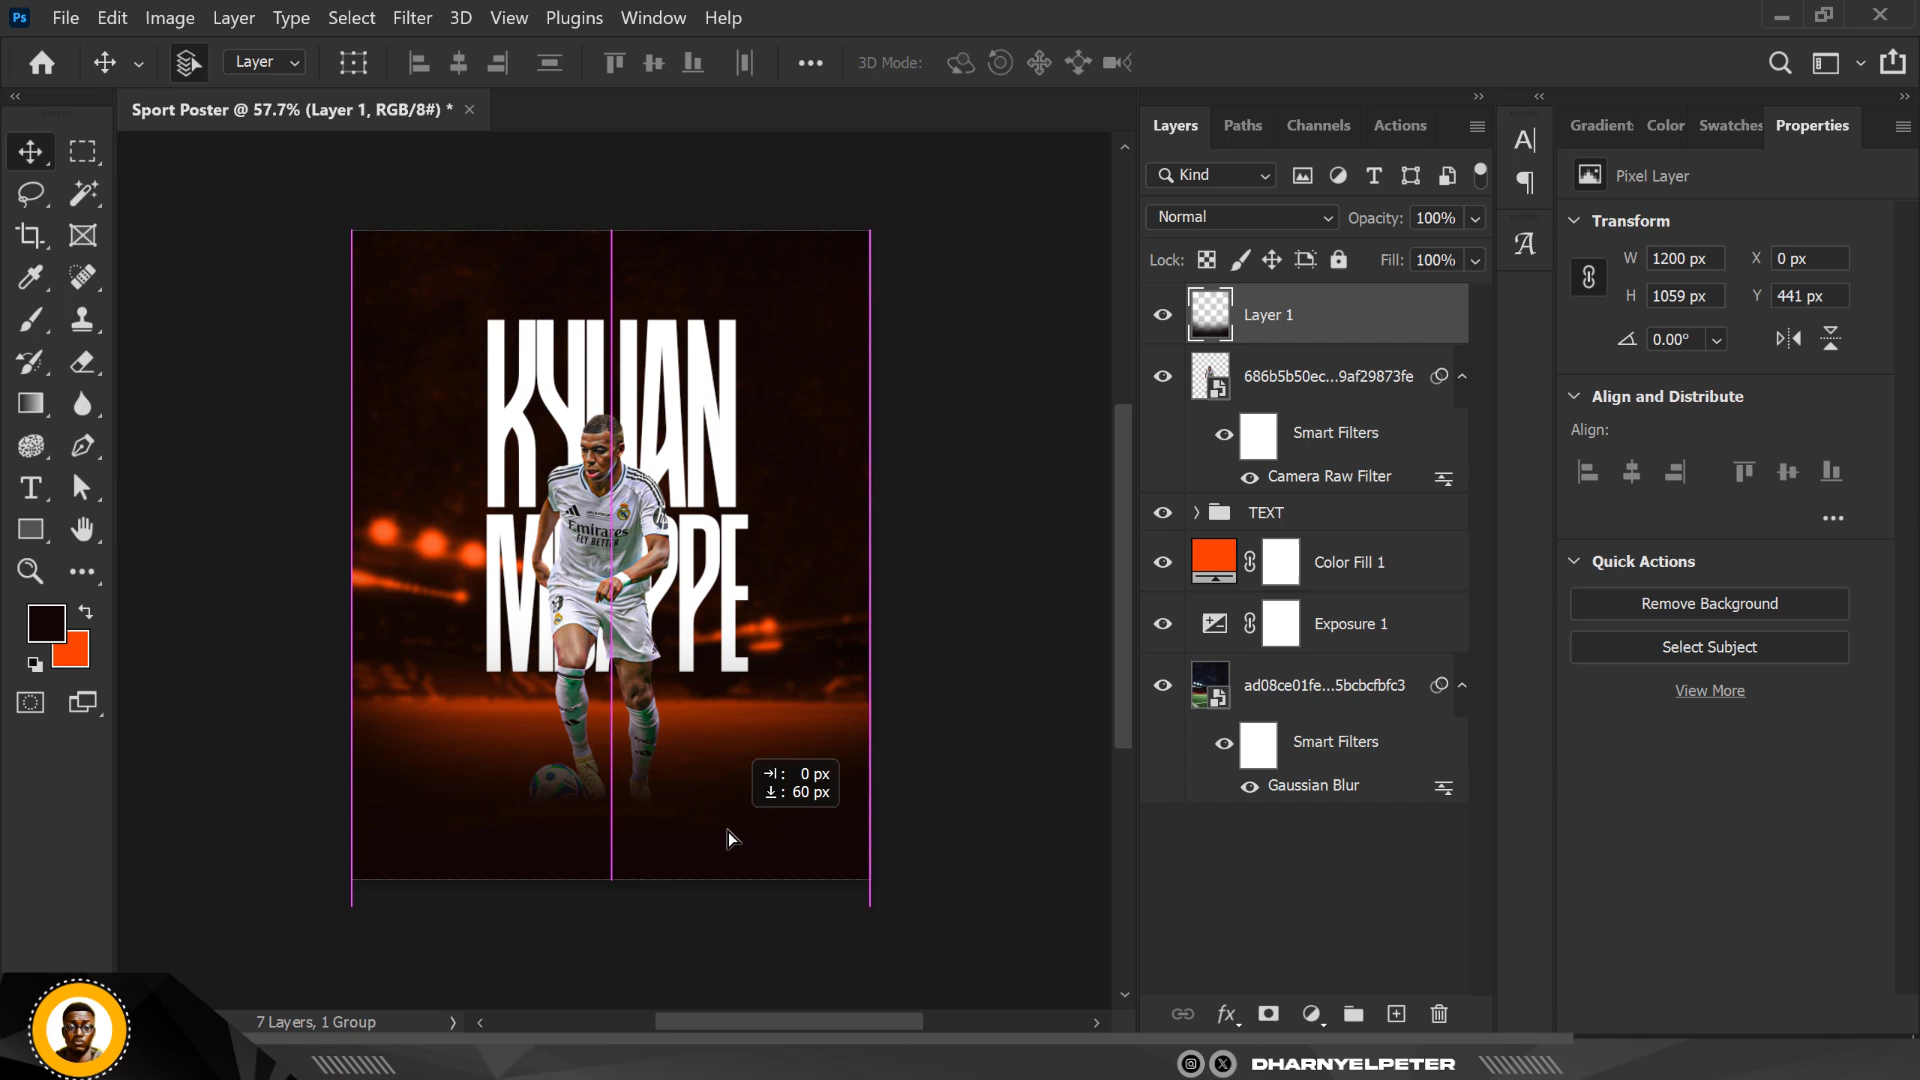 Ps File Edit Image Layer Type Select Filter 3D View Plugins Window Help
Layer 3D Mode:
Sport Poster @ 57.7% (Layer 1, RGB/8#) *
Layers Paths Channels Actions
Gradient Color Swatches Properties
Kind
Pixel Layer
Normal Opacity: 100%
Transform
Lock: Fill: 100%
W 1200 px X 0 px
H 1059 px Y 441 px
0.00°
Layer 1
686b5b50ec...9af29873fe
Smart Filters
Camera Raw Filter
TEXT
Color Fill 1
Exposure 1
ad08ce01fe...5bcbcfbfc3
Smart Filters
Gaussian Blur
Align and Distribute
Align:
Quick Actions
Remove Background
Select Subject
View More
KYLIAN
Emirates
FLY BETTER
: 0 px
: 60 px
7 Layers, 1 Group
fx
DHARNYELPETER